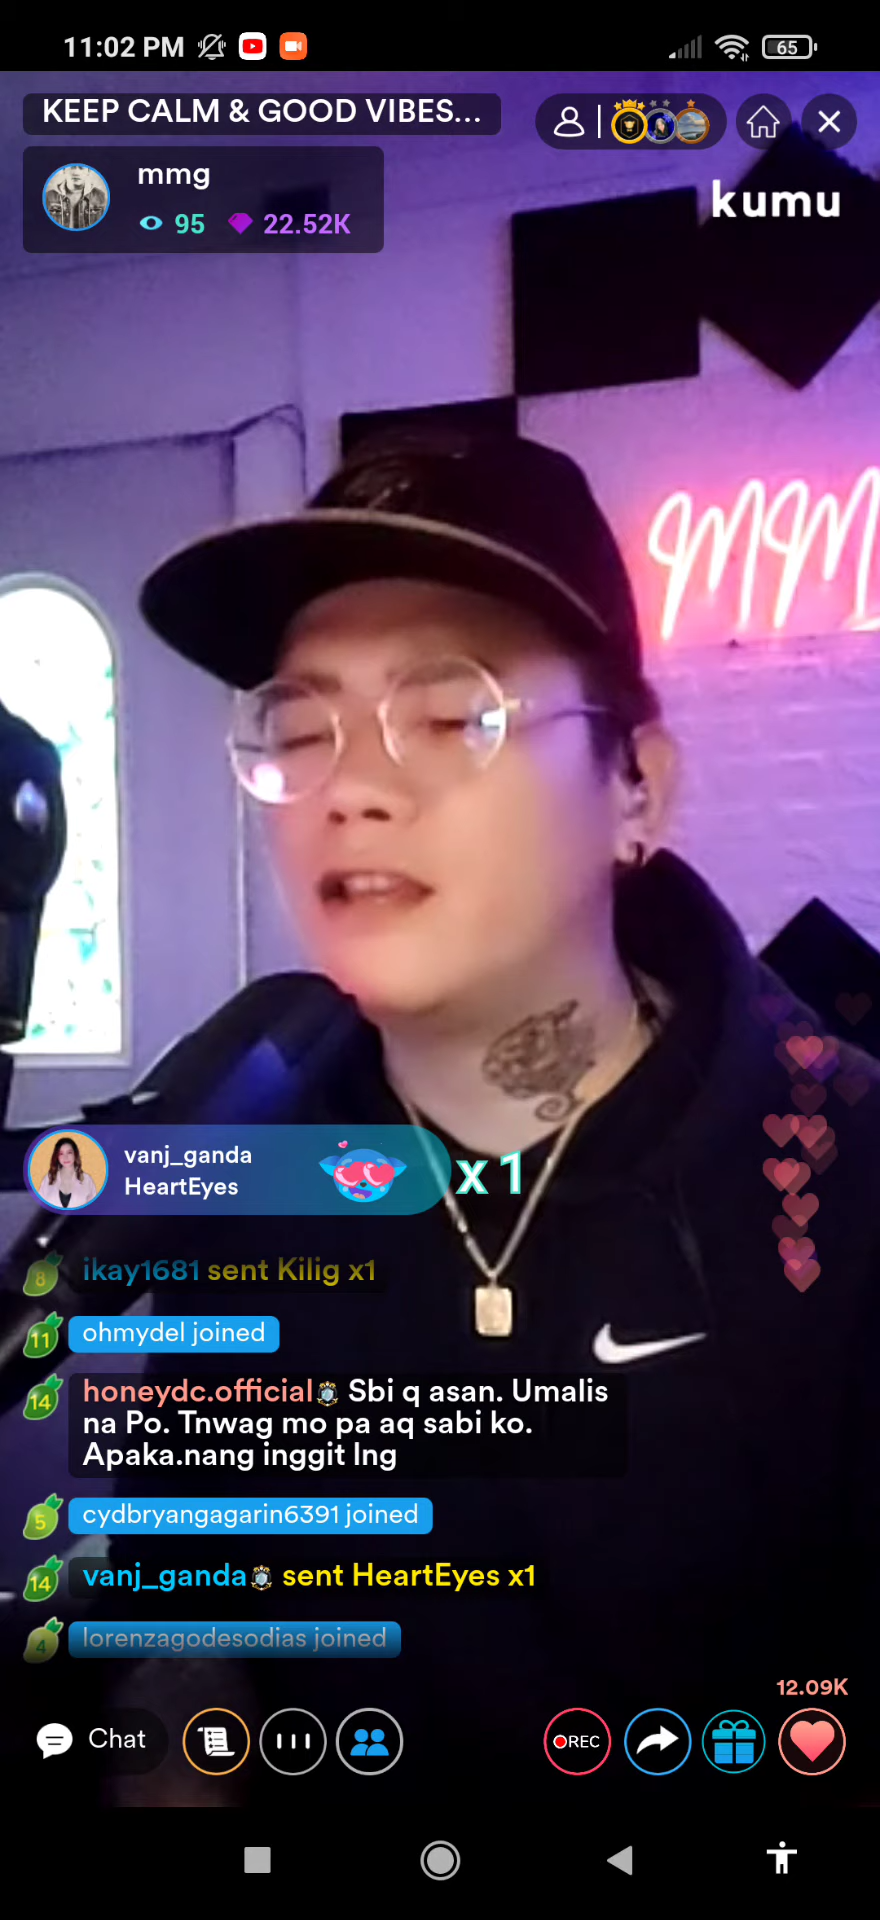 11:02 PM
65
KEEP CALM & GOOD VIBES...
mmg
95 22.52K
kumu
MM
vanj_ganda
HeartEyes
x 1
8 ikay1681 sent Kilig x1
11 ohmydel joined
14 honeydc.official Sbi q asan. Umalis
na Po. Tnwag mo pa aq sabi ko.
Apaka.nang inggit lng
5 cydbryangagarin6391 joined
14 vanj_ganda sent HeartEyes x1
4 lorenzagodesodias joined
12.09K
Chat
REC